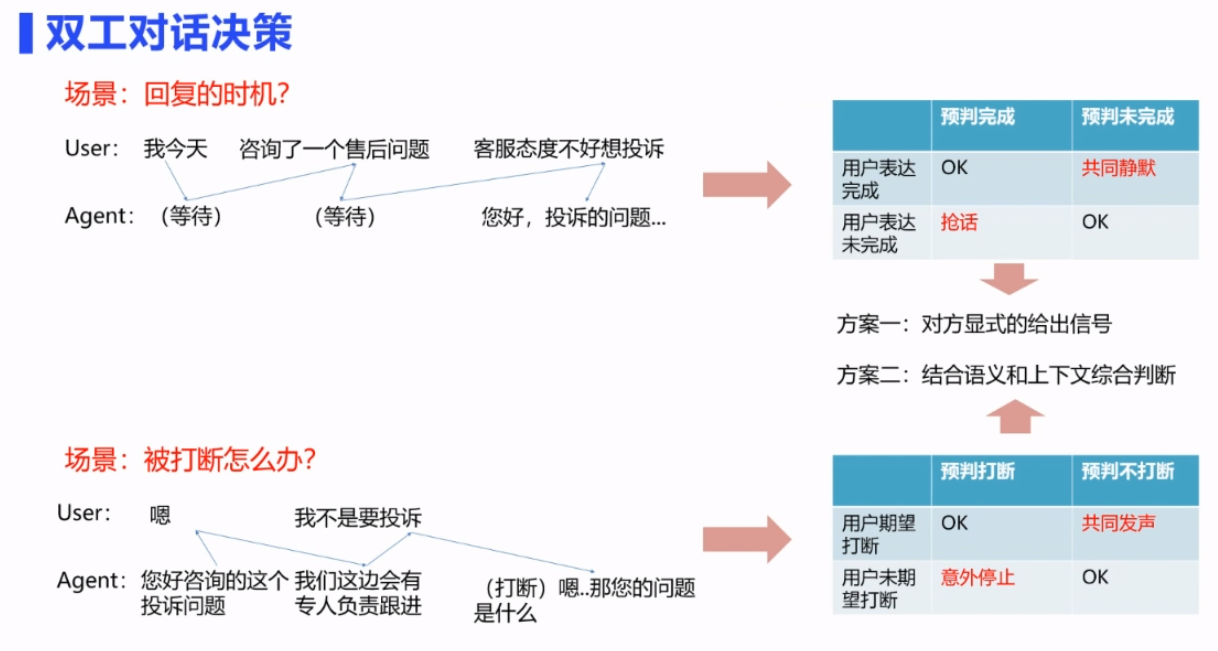 双工对话决策
场景：回复的时机？
User： 我今天 咨询了一个售后问题 客服态度不好想投诉
Agent：（等待） （等待） 您好，投诉的问题...
预判完成 预判未完成
用户表达 OK 共同静默
完成
用户表达 抢话 OK
未完成
方案一：对方显式的给出信号
方案二：结合语义和上下文综合判断
场景：被打断怎么办？
User： 嗯 我不是要投诉
Agent：您好咨询的这个 我们这边会有 （打断）嗯..那您的问题
投诉问题 专人负责跟进 是什么
预判打断 预判不打断
用户期望 OK 共同发声
打断
用户未期 意外停止 OK
望打断